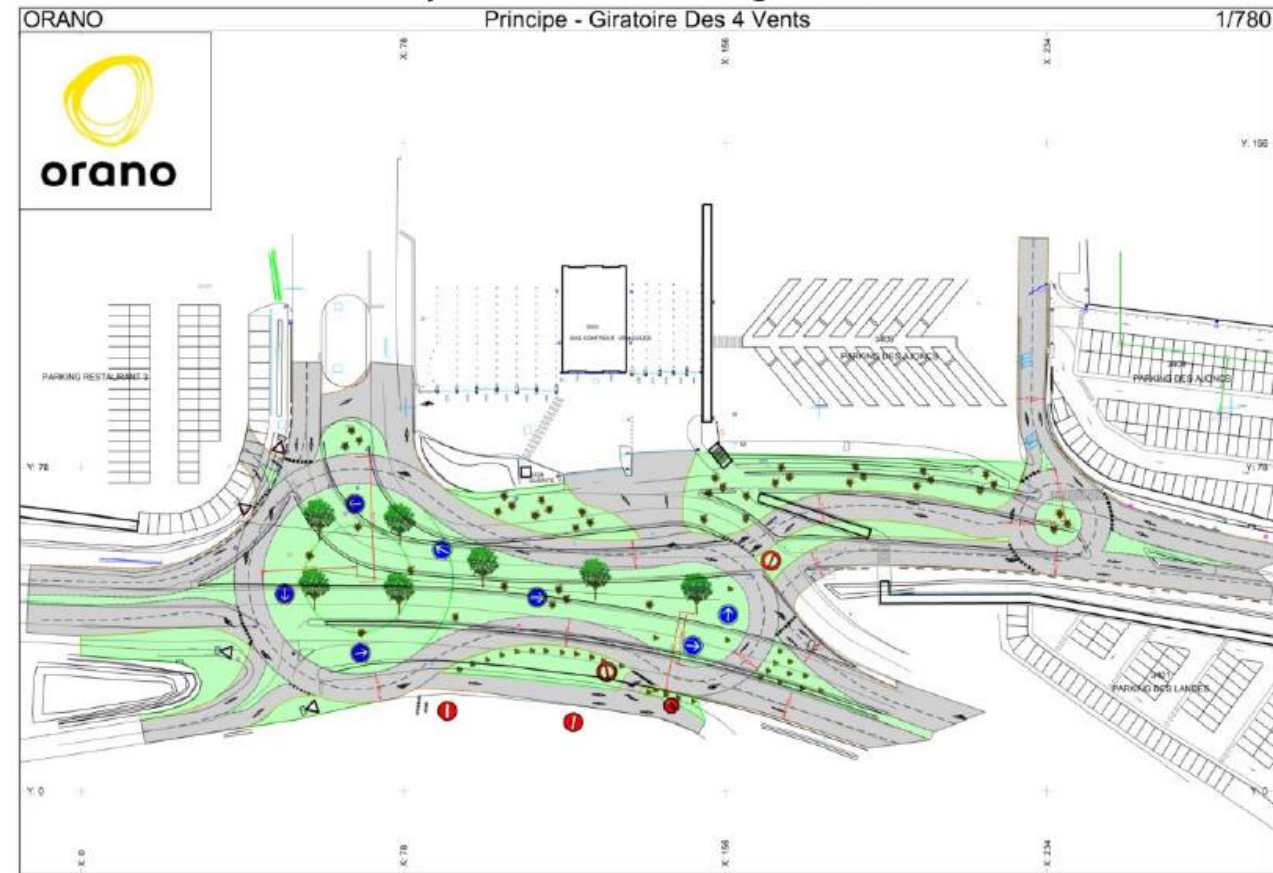 ORANO
Principe - Giratoire Des 4 Vents
1/780
orano
X: 78
X: 156
X: 234
Y: 156
PARKING RESTAURANT 3
PARKING DES AJONCS
PARKING DES AJONCS
Y: 78
Y: 78
3401
PARKING DES LANDES
Y: 0
Y: 0
X: 0
X: 78
X: 156
X: 234